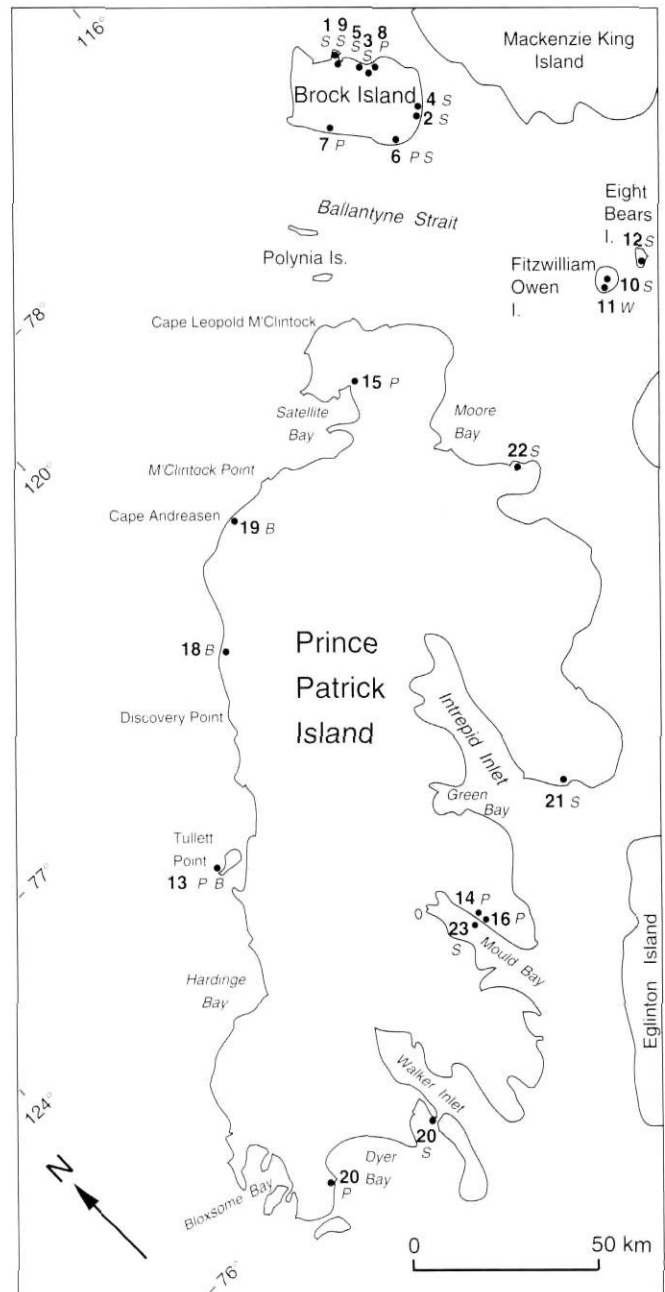 116°
1 9 5 3 8
S S S S P
Mackenzie King
Island
Brock Island
4 S
2 S
7 P
6 P S
Ballantyne Strait
Eight
Bears
I.
12 S
Polynia Is.
Fitzwilliam
Owen
I.
10 S
11 W
Cape Leopold M'Clintock
78°
15 P
Satellite
Bay
Moore
Bay
22 S
120°
M'Clintock Point
Cape Andreasen
19 B
18 B
Prince
Patrick
Island
Discovery Point
Intrepid Inlet
Green
Bay
21 S
Tullett
Point
13 P B
77°
14 P
16 P
23
S
Mould Bay
Eglinton Island
Hardinge
Bay
Walker Inlet
124°
20
S
Dyer
Bay
20
P
Bloxsome Bay
N
76°
0 50 km